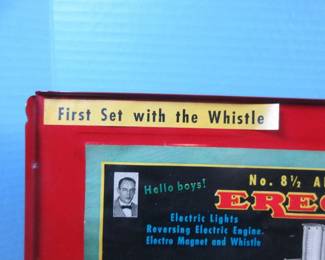 First Set with the Whistle
Hello boys!
No. 8½
Electric Lights
Reversing Electric Engine.
Electro Magnet and Whistle